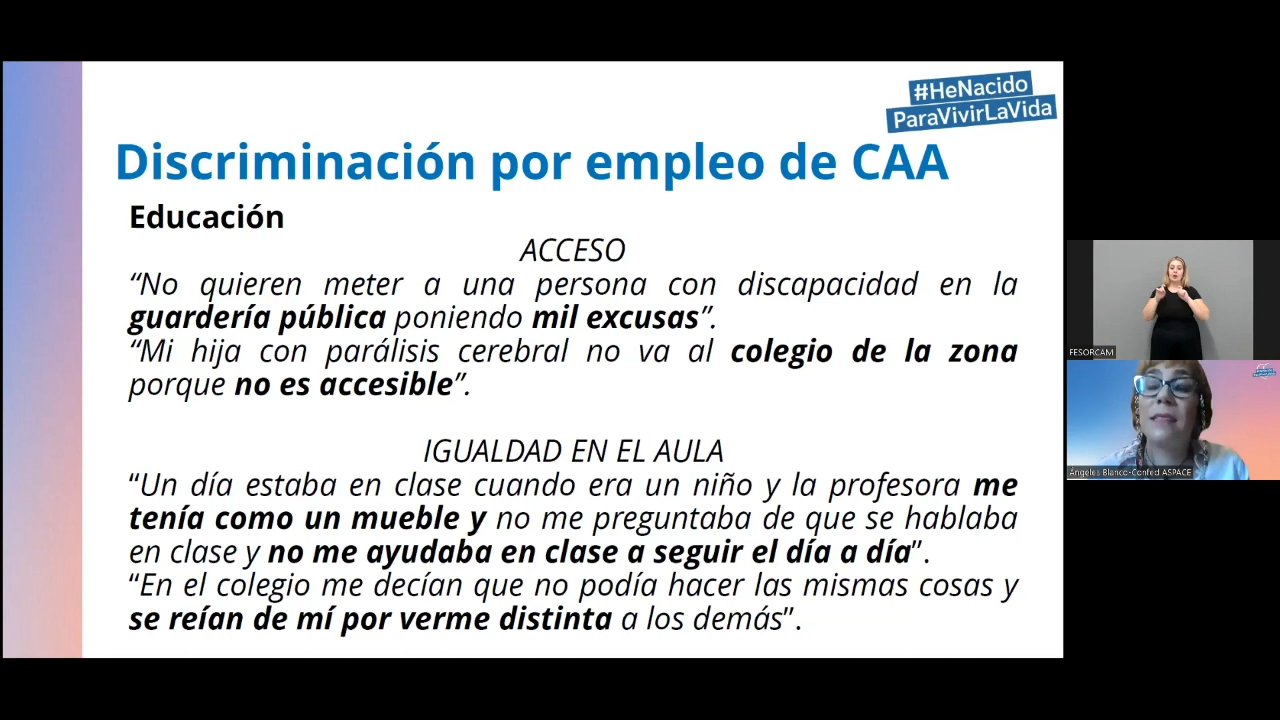 #HeNacido
ParaVivirLaVida
Discriminación por empleo de CAA
Educación
ACCESO
“No quieren meter a una persona con discapacidad en la
guardería pública poniendo mil excusas”.
“Mi hija con parálisis cerebral no va al colegio de la zona
porque no es accesible”.
IGUALDAD EN EL AULA
“Un día estaba en clase cuando era un niño y la profesora me
tenía como un mueble y no me preguntaba de que se hablaba
en clase y no me ayudaba en clase a seguir el día a día”.
“En el colegio me decían que no podía hacer las mismas cosas y
se reían de mí por verme distinta a los demás”.
FESORCAM
Ángeles Blanco-Confed ASPACE